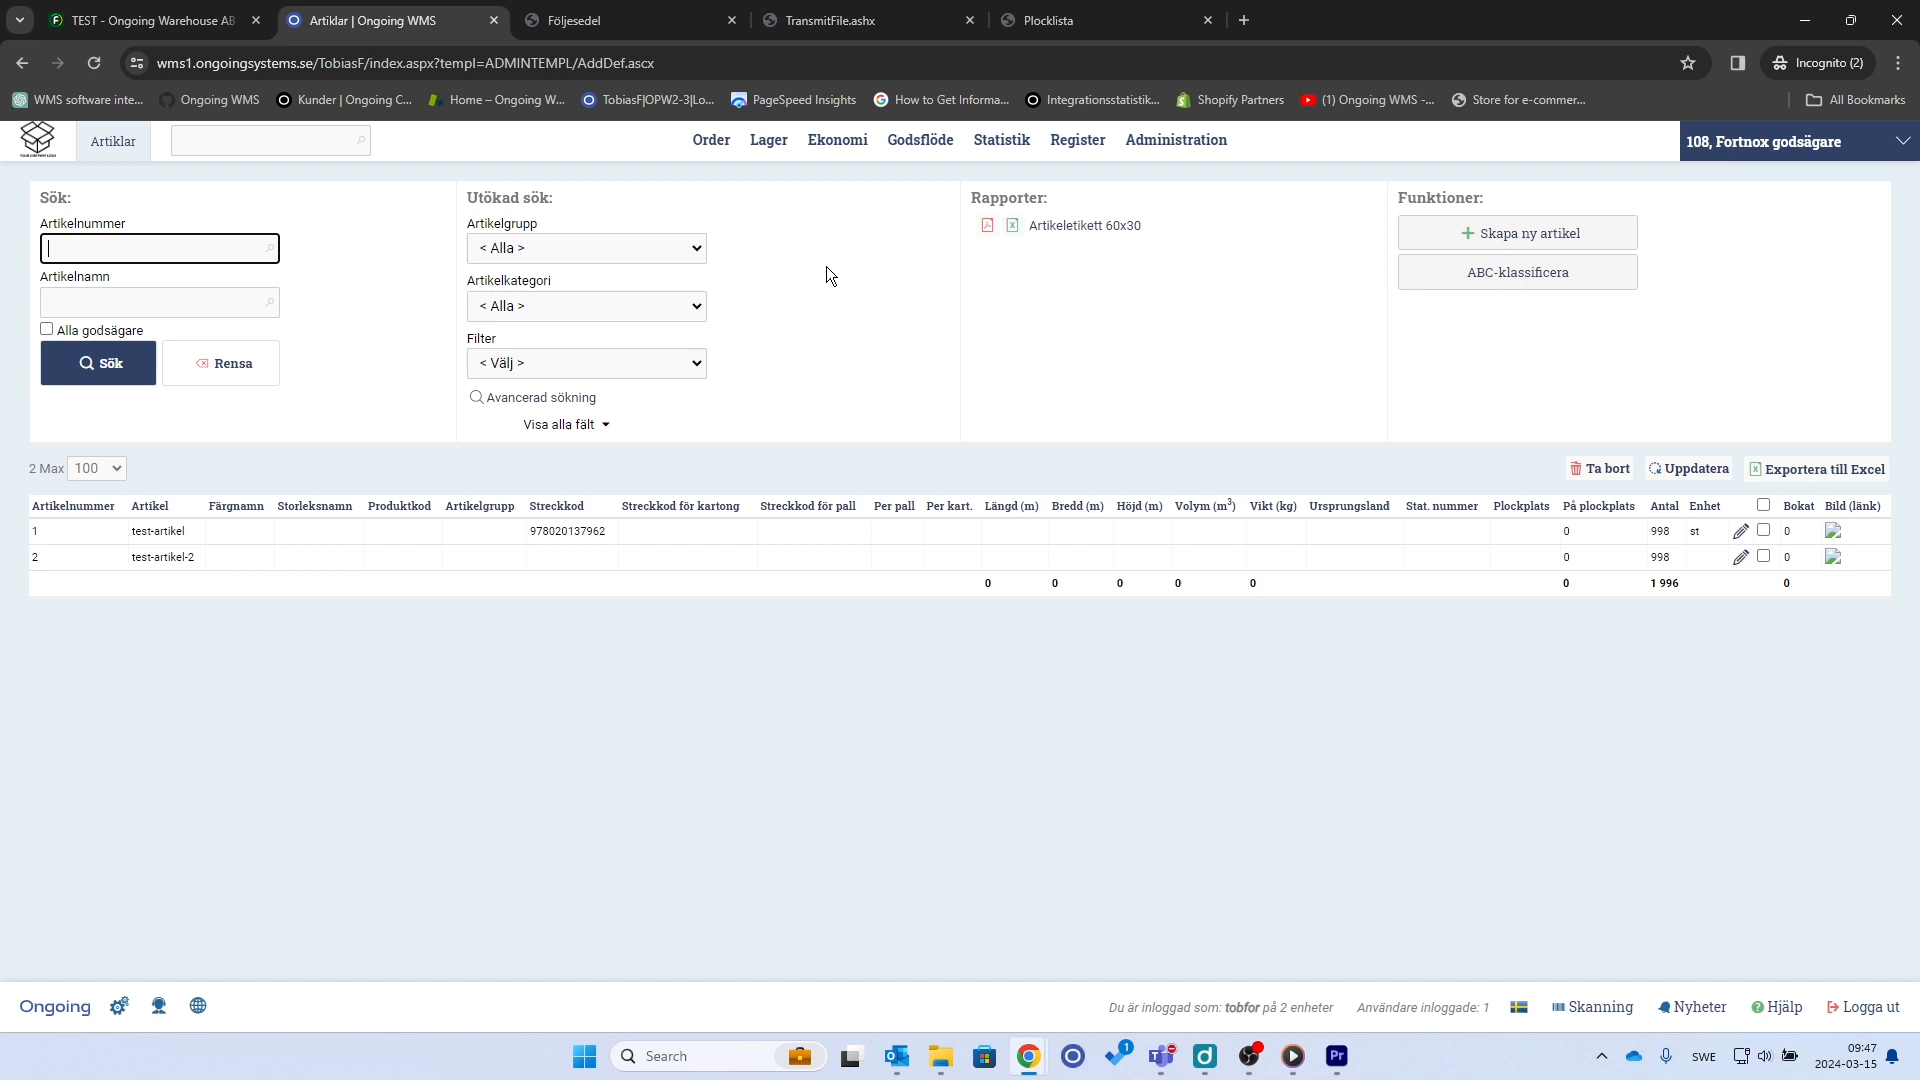 TEST - Ongoing Warehouse AB
Artiklar | Ongoing WMS
Följesedel
TransmitFile.ashx
Plocklista
wms1.ongoingsystems.se/TobiasF/index.aspx?templ=ADMINTEMPL/AddDef.ascx
Incognito (2)
WMS software inte...
Ongoing WMS
Kunder | Ongoing C...
Home – Ongoing W...
TobiasF|OPW2-3|Lo...
PageSpeed Insights
How to Get Informa...
Integrationsstatistik...
Shopify Partners
(1) Ongoing WMS -...
Store for e-commer...
All Bookmarks
YOUR COMPANY LOGO
Artiklar
Order Lager Ekonomi Godsflöde Statistik Register Administration
108, Fortnox godsägare
Sök:
Artikelnummer
Artikelnamn
Alla godsägare
Sök
Rensa
Utökad sök:
Artikelgrupp
< Alla >
Artikelkategori
< Alla >
Filter
< Välj >
Avancerad sökning
Visa alla fält
Rapporter:
Artikeletikett 60x30
Funktioner:
Skapa ny artikel
ABC-klassificera
2 Max 100
Ta bort
Uppdatera
Exportera till Excel
Artikelnummer Artikel Färgnamn Storleksnamn Produktkod Artikelgrupp Streckkod Streckkod för kartong Streckkod för pall Per pall Per kart. Längd (m) Bredd (m) Höjd (m) Volym (m³) Vikt (kg) Ursprungsland Stat. nummer Plockplats På plockplats Antal Enhet Bokat Bild (länk)
1 test-artikel 978020137962 0 998 st 0
2 test-artikel-2 0 998 0
0 0 0 0 0 0 1 996 0
Ongoing
Du är inloggad som: tobfor på 2 enheter
Användare inloggade: 1
Skanning
Nyheter
Hjälp
Logga ut
Search
1
Pr
SWE
09:47
2024-03-15